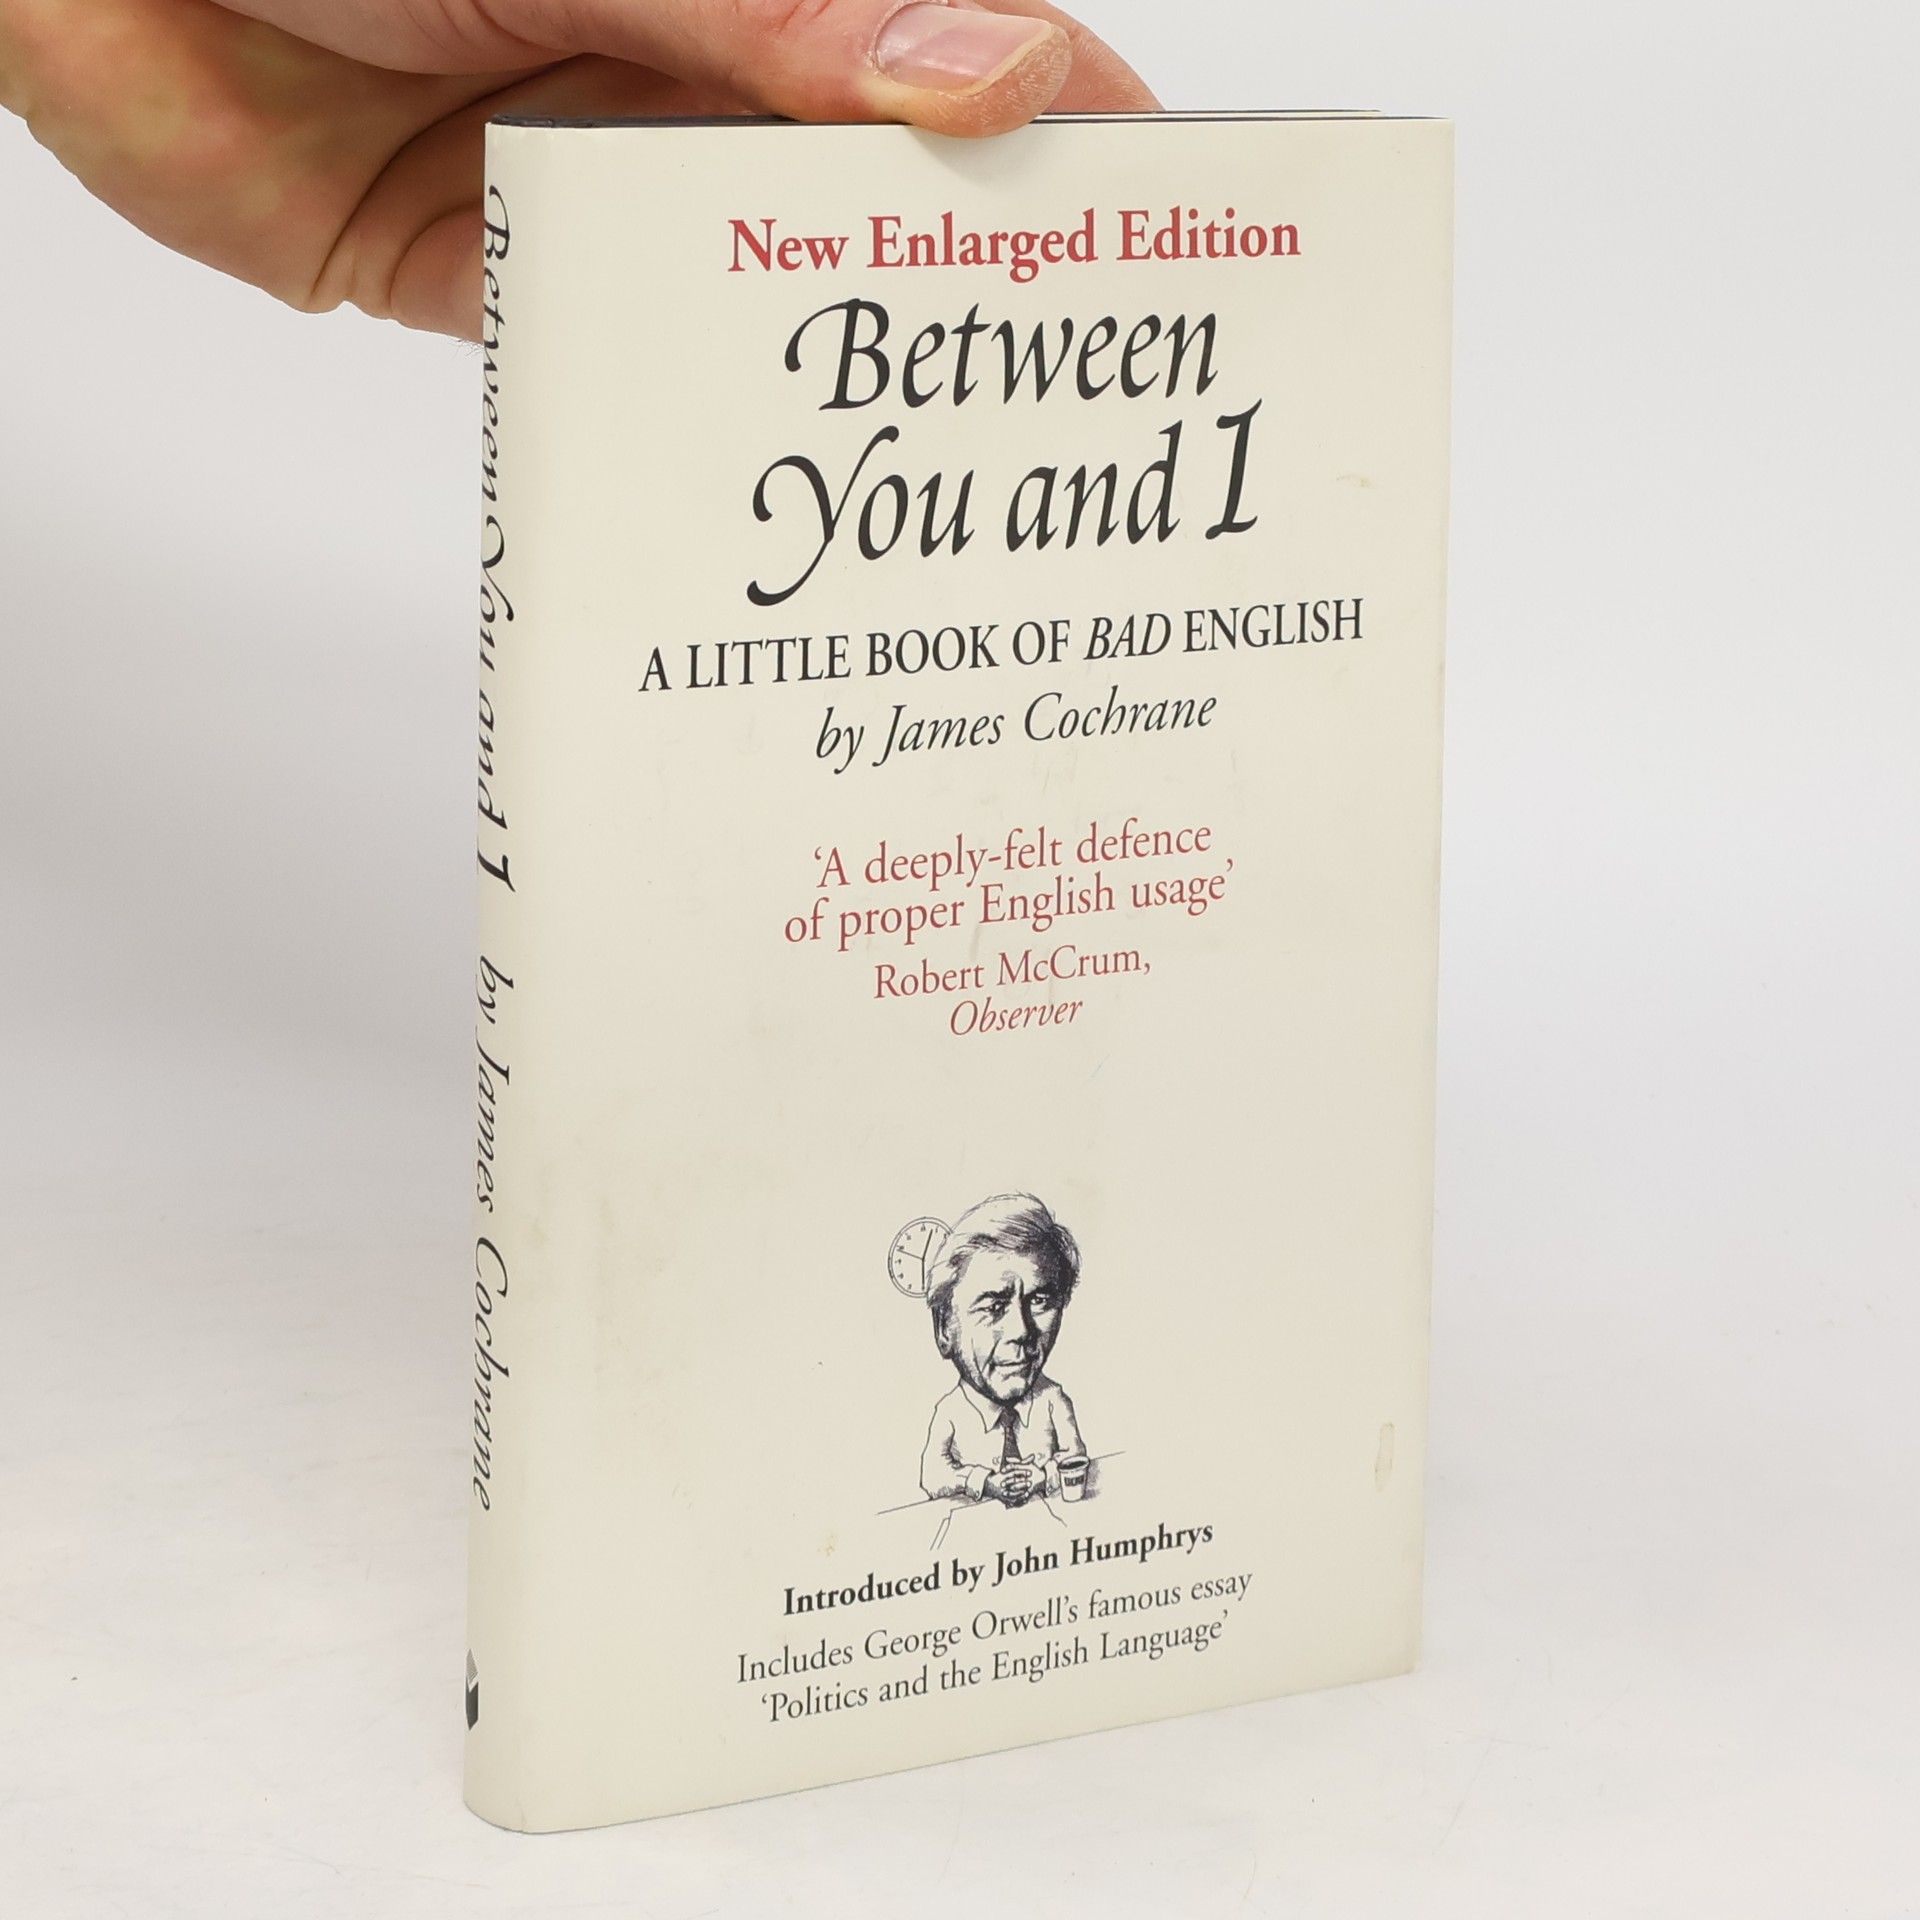 New Enlarged Edition
Between
You and I
A LITTLE BOOK OF BAD ENGLISH
by James Cochrane
‘A deeply-felt defence
of proper English usage’
Robert McCrum,
Observer
Introduced by John Humphrys
Includes George Orwell’s famous essay
‘Politics and the English Language’
Between You and I by James Cochrane